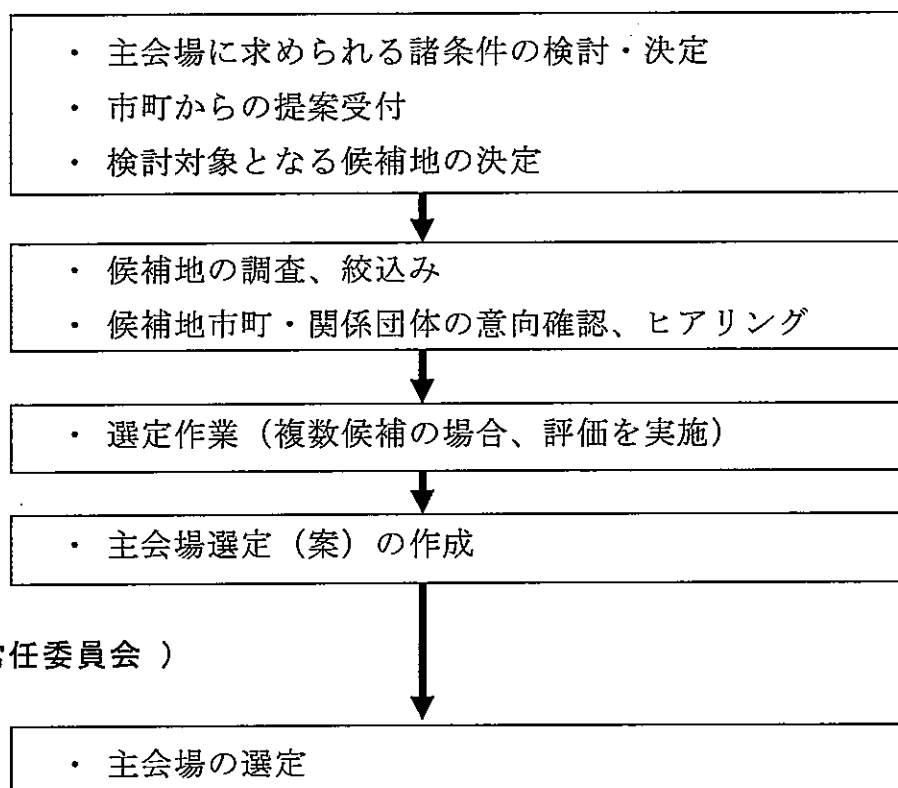 ・ 主会場に求められる諸条件の検討・決定
・ 市町からの提案受付
・ 検討対象となる候補地の決定
・ 候補地の調査、絞込み
・ 候補地市町・関係団体の意向確認、ヒアリング
・ 選定作業（複数候補の場合、評価を実施）
・ 主会場選定（案）の作成
任委員会 ）
・ 主会場の選定